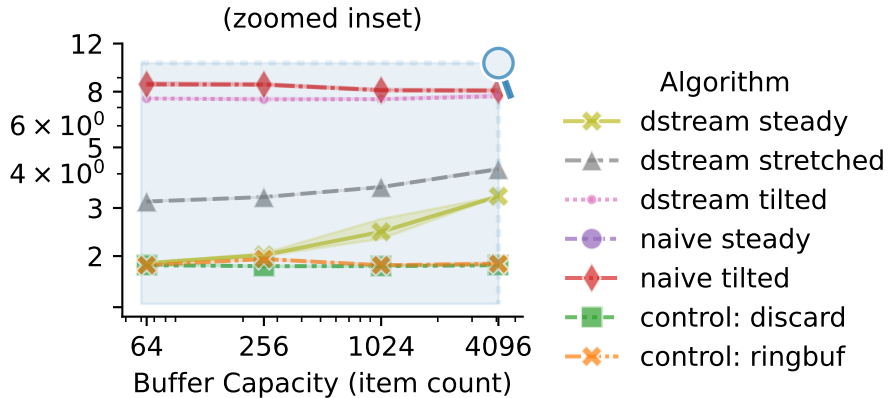 (zoomed inset)
12
8
6 × 10⁰
5
4 × 10⁰
3
2
64 256 1024 4096
Buffer Capacity (item count)
Algorithm
dstream steady
dstream stretched
dstream tilted
naive steady
naive tilted
control: discard
control: ringbuf